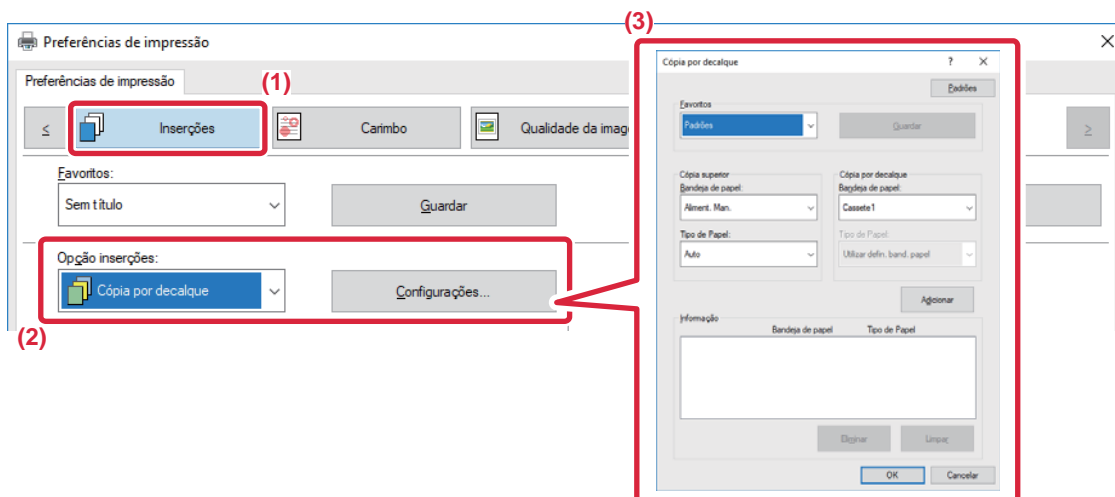 (3)
Preferências de impressão
Preferências de impressão
(1)
≤
Inserções
Carimbo
Qualidade da imag
≥
Favoritos:
Sem título
Guardar
Opção inserções:
Cópia por decalque
Configurações...
(2)
Cópia por decalque
?
Padrões
Favoritos
Padrões
Guardar
Cópia superior
Bandeja de papel:
Aliment. Man.
Tipo de Papel:
Auto
Cópia por decalque
Bandeja de papel:
Cassete1
Tipo de Papel:
Utilizar defin. band. papel
Adicionar
Informação
Bandeja de papel Tipo de Papel
Eliminar
Limpar
OK
Cancelar